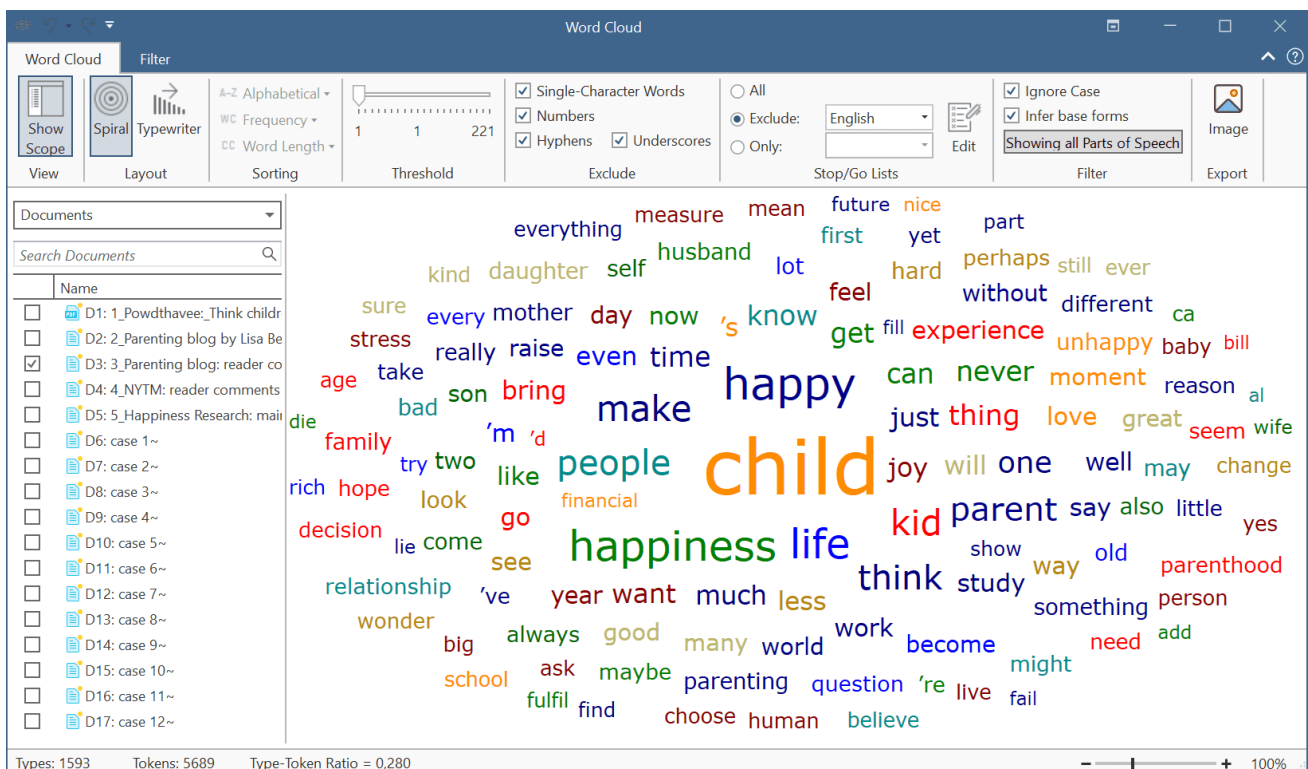 Word Cloud
Word Cloud Filter
Show Scope
Spiral
Typewriter
A-Z Alphabetical
WC Frequency
CC Word Length
1 1 221
Single-Character Words
Numbers
Hyphens Underscores
All
Exclude: English
Only:
Edit
Ignore Case
Infer base forms
Showing all Parts of Speech
Image
View Layout Sorting Threshold Exclude Stop/Go Lists Filter Export
Documents
Search Documents
Name
D1: 1_Powdthavee:_Think childr
D2: 2_Parenting blog by Lisa Be
D3: 3_Parenting blog: reader co
D4: 4_NYTM: reader comments
D5: 5_Happiness Research: main
D6: case 1~
D7: case 2~
D8: case 3~
D9: case 4~
D10: case 5~
D11: case 6~
D12: case 7~
D13: case 8~
D14: case 9~
D15: case 10~
D16: case 11~
D17: case 12~
future nice
measure mean part
everything first yet
husband
kind daughter self lot hard perhaps still ever
feel without different
sure every mother day now 's know get fill experience ca
stress really raise even time unhappy baby bill
age take happy can never moment reason al
bad son bring make just thing love great
die family 'm 'd seem wife
try two like people child joy will one well may change
rich hope look financial
decision go kid parent say also little yes
lie come see happiness life show way old parenthood
relationship 've year want much less think study something person
wonder big always good many world work become need add
school ask maybe parenting question 're live might
fulfil find choose human believe fail
Types: 1593 Tokens: 5689 Type-Token Ratio = 0,280 100%